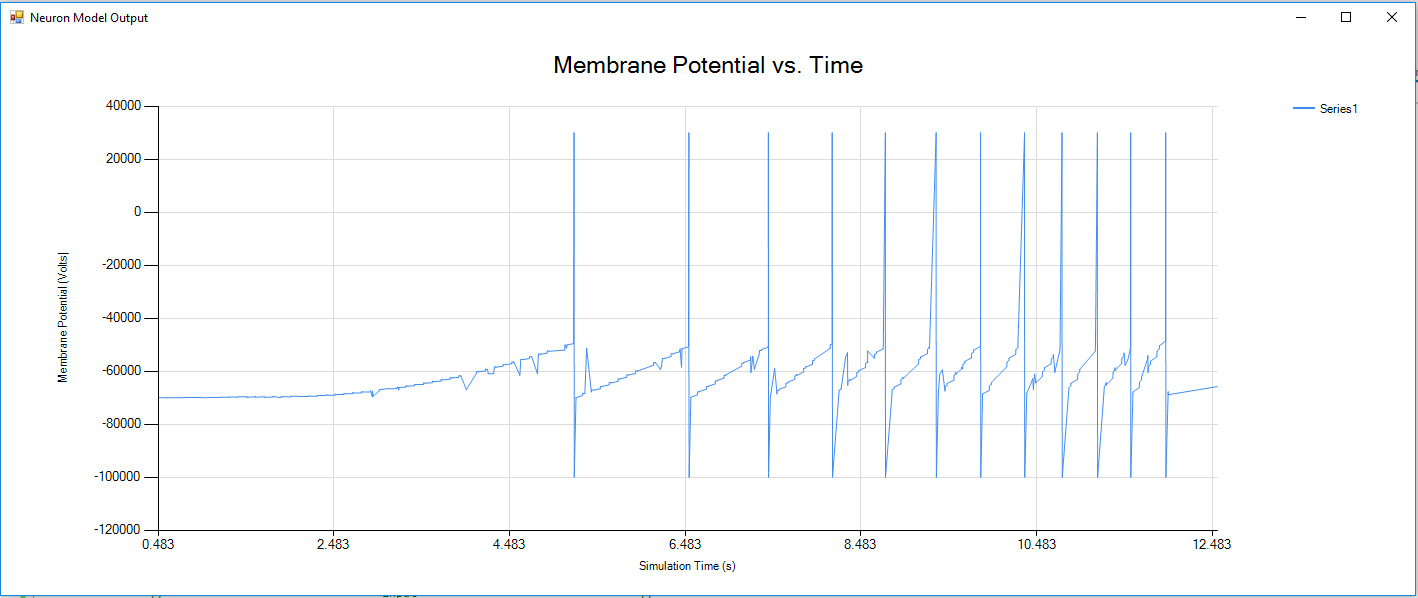 Neuron Model Output
Membrane Potential vs. Time
Series1
40000
20000
0
-20000
-40000
-60000
-80000
-100000
-120000
Membrane Potential (Volts)
0.483 2.483 4.483 6.483 8.483 10.483 12.483
Simulation Time (s)